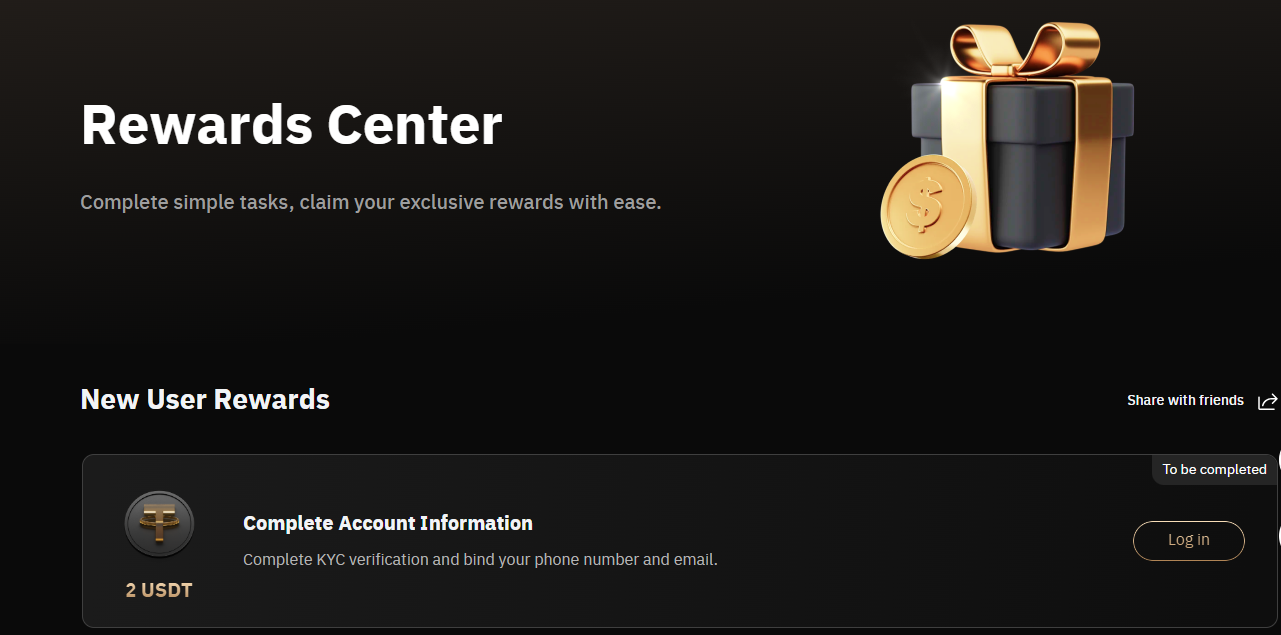 Rewards Center
Complete simple tasks, claim your exclusive rewards with ease.
New User Rewards
Share with friends
To be completed
Complete Account Information
Complete KYC verification and bind your phone number and email.
Log in
2 USDT